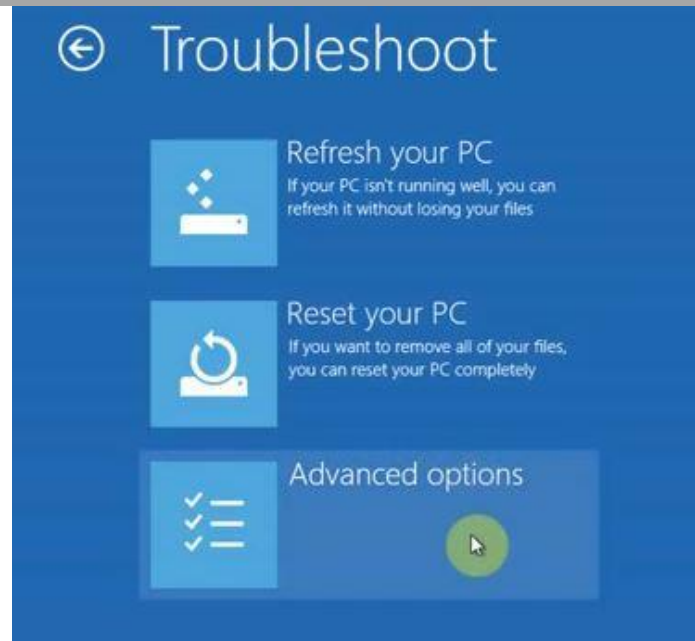 Troubleshoot
Refresh your PC
If your PC isn't running well, you can
refresh it without losing your files
Reset your PC
If you want to remove all of your files,
you can reset your PC completely
Advanced options